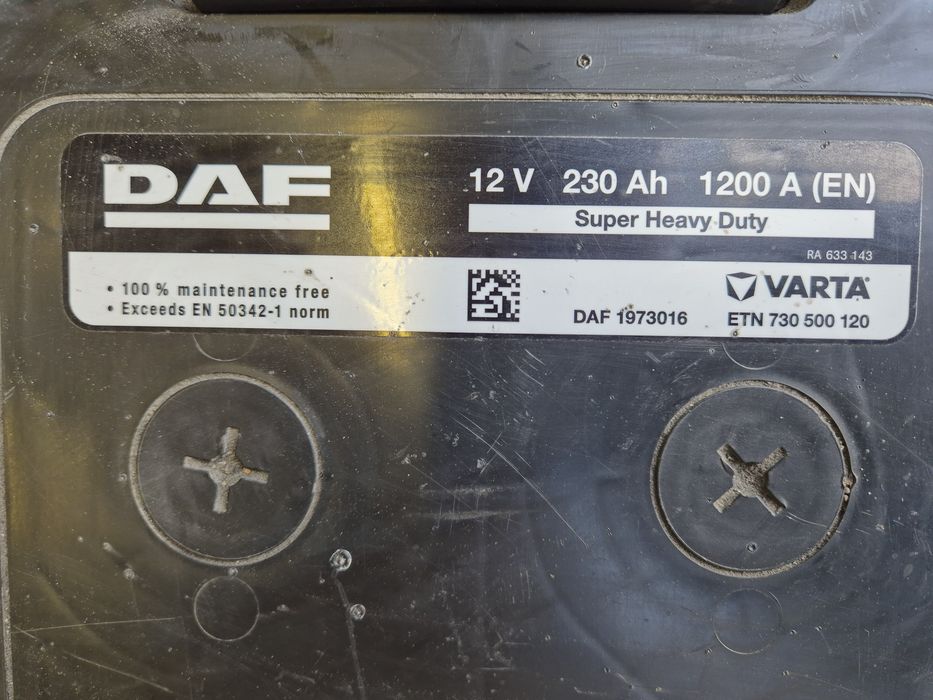 DAF
12 V 230 Ah 1200 A (EN)
Super Heavy Duty
RA 633 143
• 100 % maintenance free
• Exceeds EN 50342-1 norm
VARTA®
DAF 1973016
ETN 730 500 120